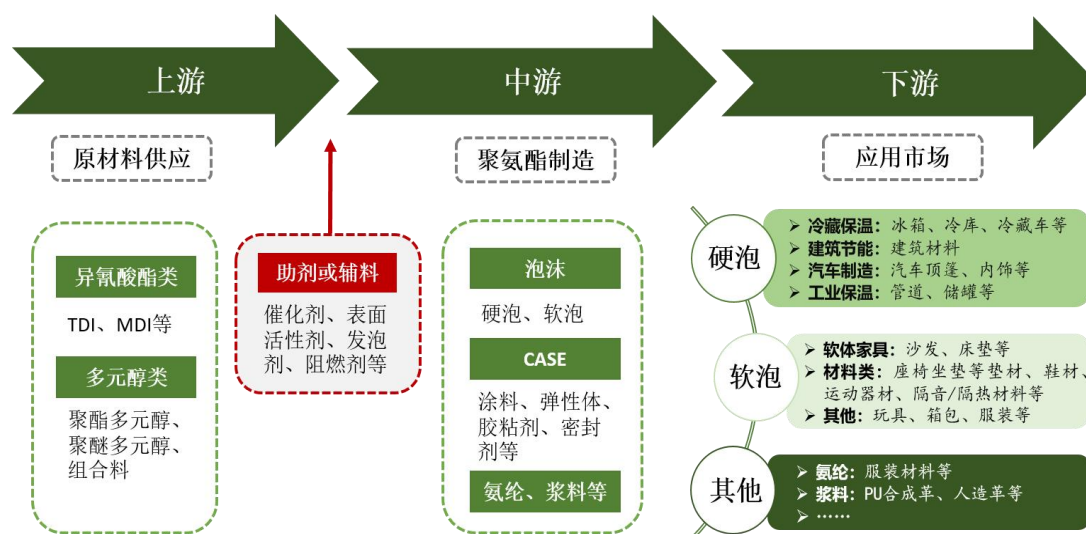 上游
中游
下游
原材料供应
聚氨酯制造
应用市场
异氰酸酯类
TDI、MDI等
多元醇类
聚酯多元醇、
聚醚多元醇、
组合料
助剂或辅料
催化剂、表面
活性剂、发泡
剂、阻燃剂等
泡沫
硬泡、软泡
CASE
涂料、弹性体、
胶粘剂、密封
剂等
氨纶、浆料等
硬泡
➢ 冷藏保温：冰箱、冷库、冷藏车等
➢ 建筑节能：建筑材料
➢ 汽车制造：汽车顶篷、内饰等
➢ 工业保温：管道、储罐等
软泡
➢ 软体家具：沙发、床垫等
➢ 材料类：座椅坐垫等垫材、鞋材、
运动器材、隔音/隔热材料等
➢ 其他：玩具、箱包、服装等
其他
➢ 氨纶：服装材料等
➢ 浆料：PU合成革、人造革等
➢ ……